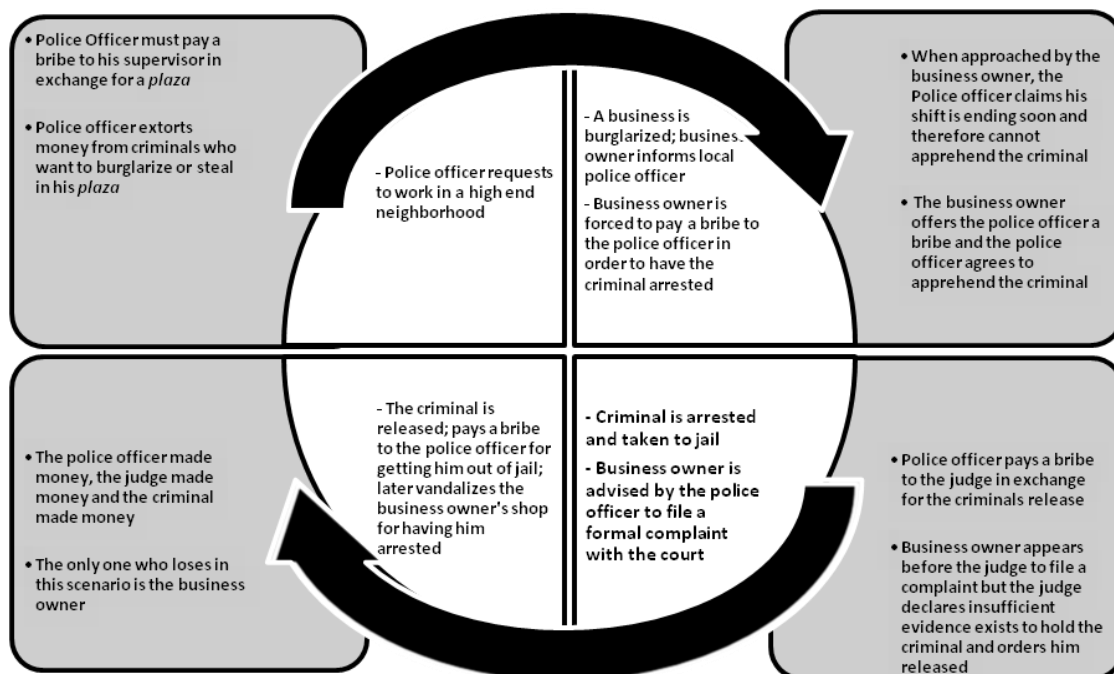 • Police Officer must pay a
bribe to his supervisor in
exchange for a plaza
• Police officer extorts
money from criminals who
want to burglarize or steal
in his plaza
- Police officer requests
to work in a high end
neighborhood
- A business is
burglarized; busines
owner informs local
police officer
- Business owner is
forced to pay a bribe to
the police officer in
order to have the
criminal arrested
• When approached by the
business owner, the
Police officer claims his
shift is ending soon and
therefore cannot
apprehend the criminal
• The business owner
offers the police officer a
bribe and the police
officer agrees to
apprehend the criminal
• The police officer made
money, the judge made
money and the criminal
made money
• The only one who loses in
this scenario is the business
owner
- The criminal is
released; pays a bribe
to the police officer for
getting him out of jail;
later vandalizes the
business owner's shop
for having him
arrested
- Criminal is arrested
and taken to jail
- Business owner is
advised by the police
officer to file a
formal complaint
with the court
• Police officer pays a bribe
to the judge in exchange
for the criminals release
• Business owner appears
before the judge to file a
complaint but the judge
declares insufficient
evidence exists to hold the
criminal and orders him
released